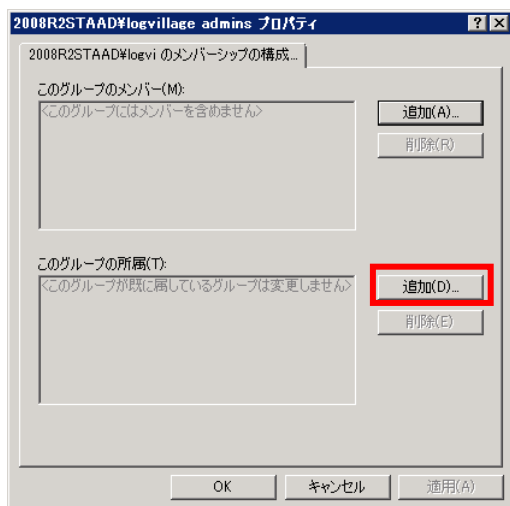 2008R2STAAD¥logvillage admins プロパティ
2008R2STAAD¥logvi のメンバーシップの構成...
このグループのメンバー(M):
<このグループにはメンバーを含めません>
追加(A)...
削除(R)
このグループの所属(T):
<このグループが既に属しているグループは変更しません>
追加(D)...
削除(E)
OK
キャンセル
適用(A)